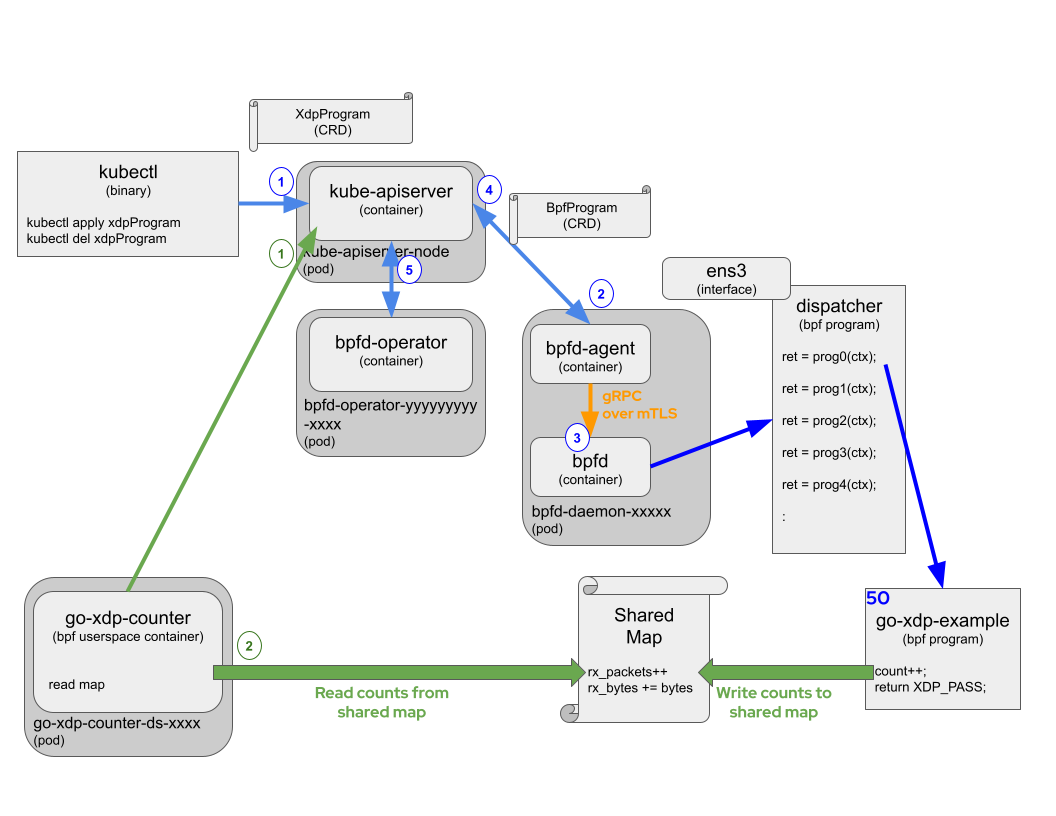 XdpProgram
(CRD)
kubectl
(binary)
kubectl apply xdpProgram
kubectl del xdpProgram
1
kube-apiserver
(container)
kube-apiserver-node
(pod)
4
1
5
BpfProgram
(CRD)
ens3
(interface)
2
dispatcher
(bpf program)
ret = prog0(ctx);
ret = prog1(ctx);
ret = prog2(ctx);
ret = prog3(ctx);
ret = prog4(ctx);
:
bpfd-operator
(container)
bpfd-operator-yyyyyyyyy
-xxxx
(pod)
bpfd-agent
(container)
gRPC
over mTLS
3
bpfd
(container)
bpfd-daemon-xxxxx
(pod)
go-xdp-counter
(bpf userspace container)
read map
go-xdp-counter-ds-xxxx
(pod)
2
Read counts from
shared map
Shared
Map
rx_packets++
rx_bytes += bytes
Write counts to
shared map
50
go-xdp-example
(bpf program)
count++;
return XDP_PASS;